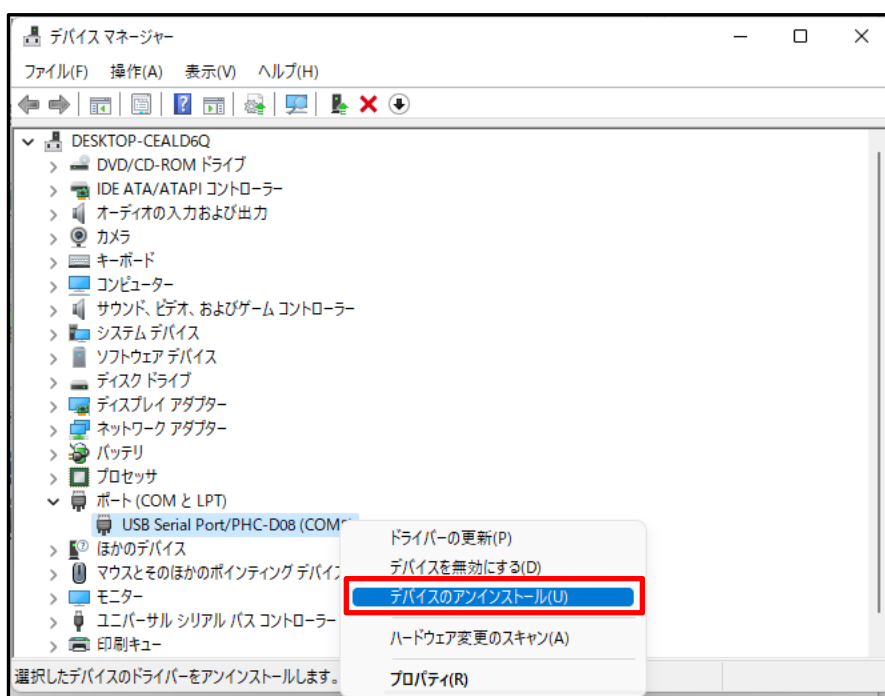 デバイス マネージャー
ファイル(F) 操作(A) 表示(V) ヘルプ(H)
DESKTOP-CEALD6Q
DVD/CD-ROM ドライブ
IDE ATA/ATAPI コントローラー
オーディオの入力および出力
カメラ
キーボード
コンピューター
サウンド、ビデオ、およびゲーム コントローラー
システム デバイス
ソフトウェア デバイス
ディスク ドライブ
ディスプレイ アダプター
ネットワーク アダプター
バッテリ
プロセッサ
ポート (COM と LPT)
USB Serial Port/PHC-D08 (COM
ほかのデバイス
マウスとそのほかのポインティング デバイス
モニター
ユニバーサル シリアル バス コントローラー
印刷キュー
ドライバーの更新(P)
デバイスを無効にする(D)
デバイスのアンインストール(U)
ハードウェア変更のスキャン(A)
プロパティ(R)
選択したデバイスのドライバーをアンインストールします。